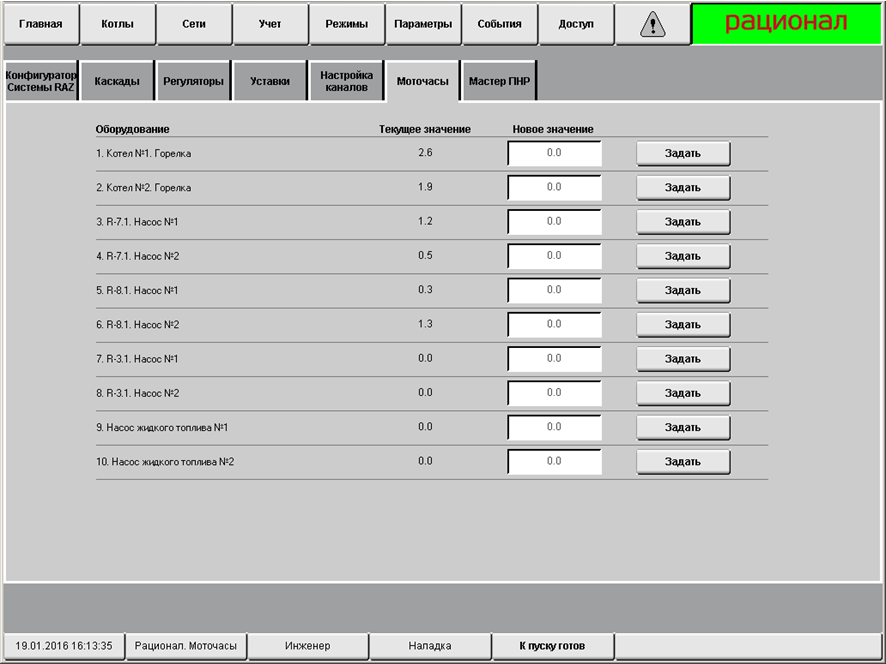 Главная Котлы Сети Учет Режимы Параметры События Доступ рационал
Конфигуратор Системы RAZ Каскады Регуляторы Уставки Настройка каналов Моточасы Мастер ПНР
Оборудование Текущее значение Новое значение
1. Котел №1. Горелка 2.6 0.0 Задать
2. Котел №2. Горелка 1.9 0.0 Задать
3. R-7.1. Насос №1 1.2 0.0 Задать
4. R-7.1. Насос №2 0.5 0.0 Задать
5. R-8.1. Насос №1 0.3 0.0 Задать
6. R-8.1. Насос №2 1.3 0.0 Задать
7. R-3.1. Насос №1 0.0 0.0 Задать
8. R-3.1. Насос №2 0.0 0.0 Задать
9. Насос жидкого топлива №1 0.0 0.0 Задать
10. Насос жидкого топлива №2 0.0 0.0 Задать
19.01.2016 16:13:35 Рационал. Моточасы Инженер Наладка К пуску готов